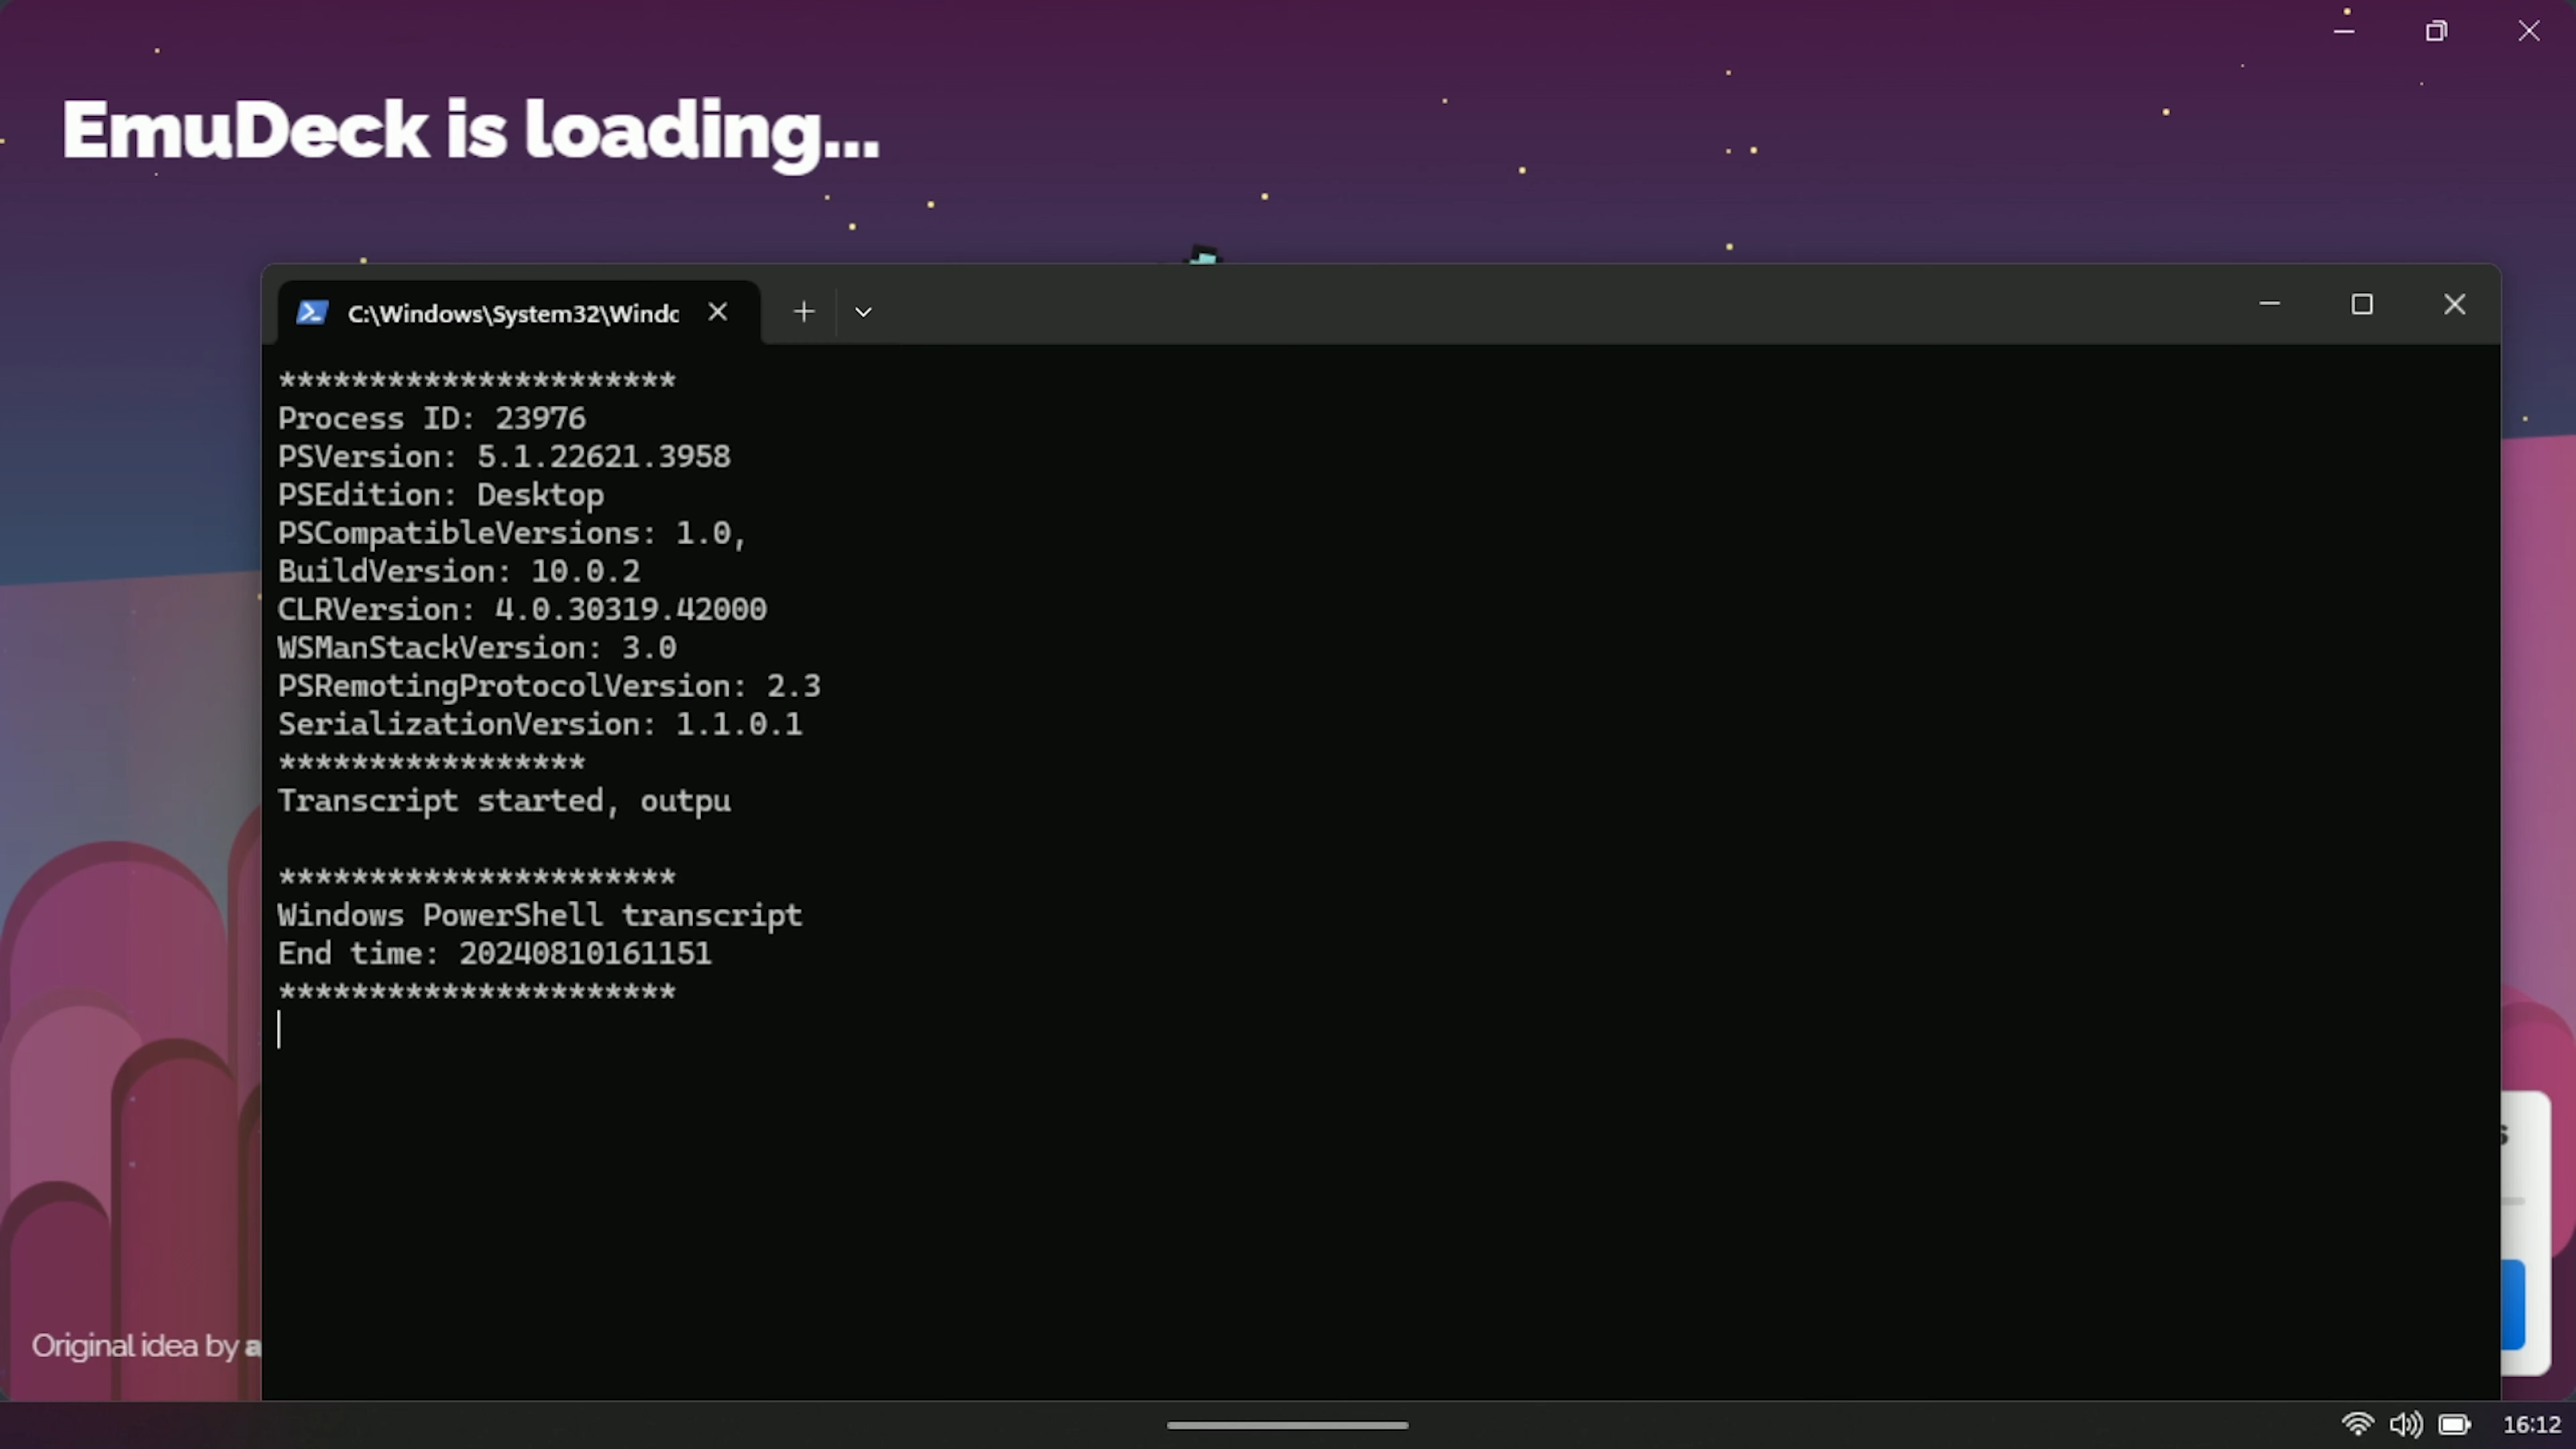 EmuDeck is loading...
C:\Windows\System32\Windc
**********************
Process ID: 23976
PSVersion: 5.1.22621.3958
PSEdition: Desktop
PSCompatibleVersions: 1.0,
BuildVersion: 10.0.2
CLRVersion: 4.0.30319.42000
WSManStackVersion: 3.0
PSRemotingProtocolVersion: 2.3
SerializationVersion: 1.1.0.1
*****************
Transcript started, outpu
**********************
Windows PowerShell transcript
End time: 20240810161151
**********************
s
Original idea by a
16:12